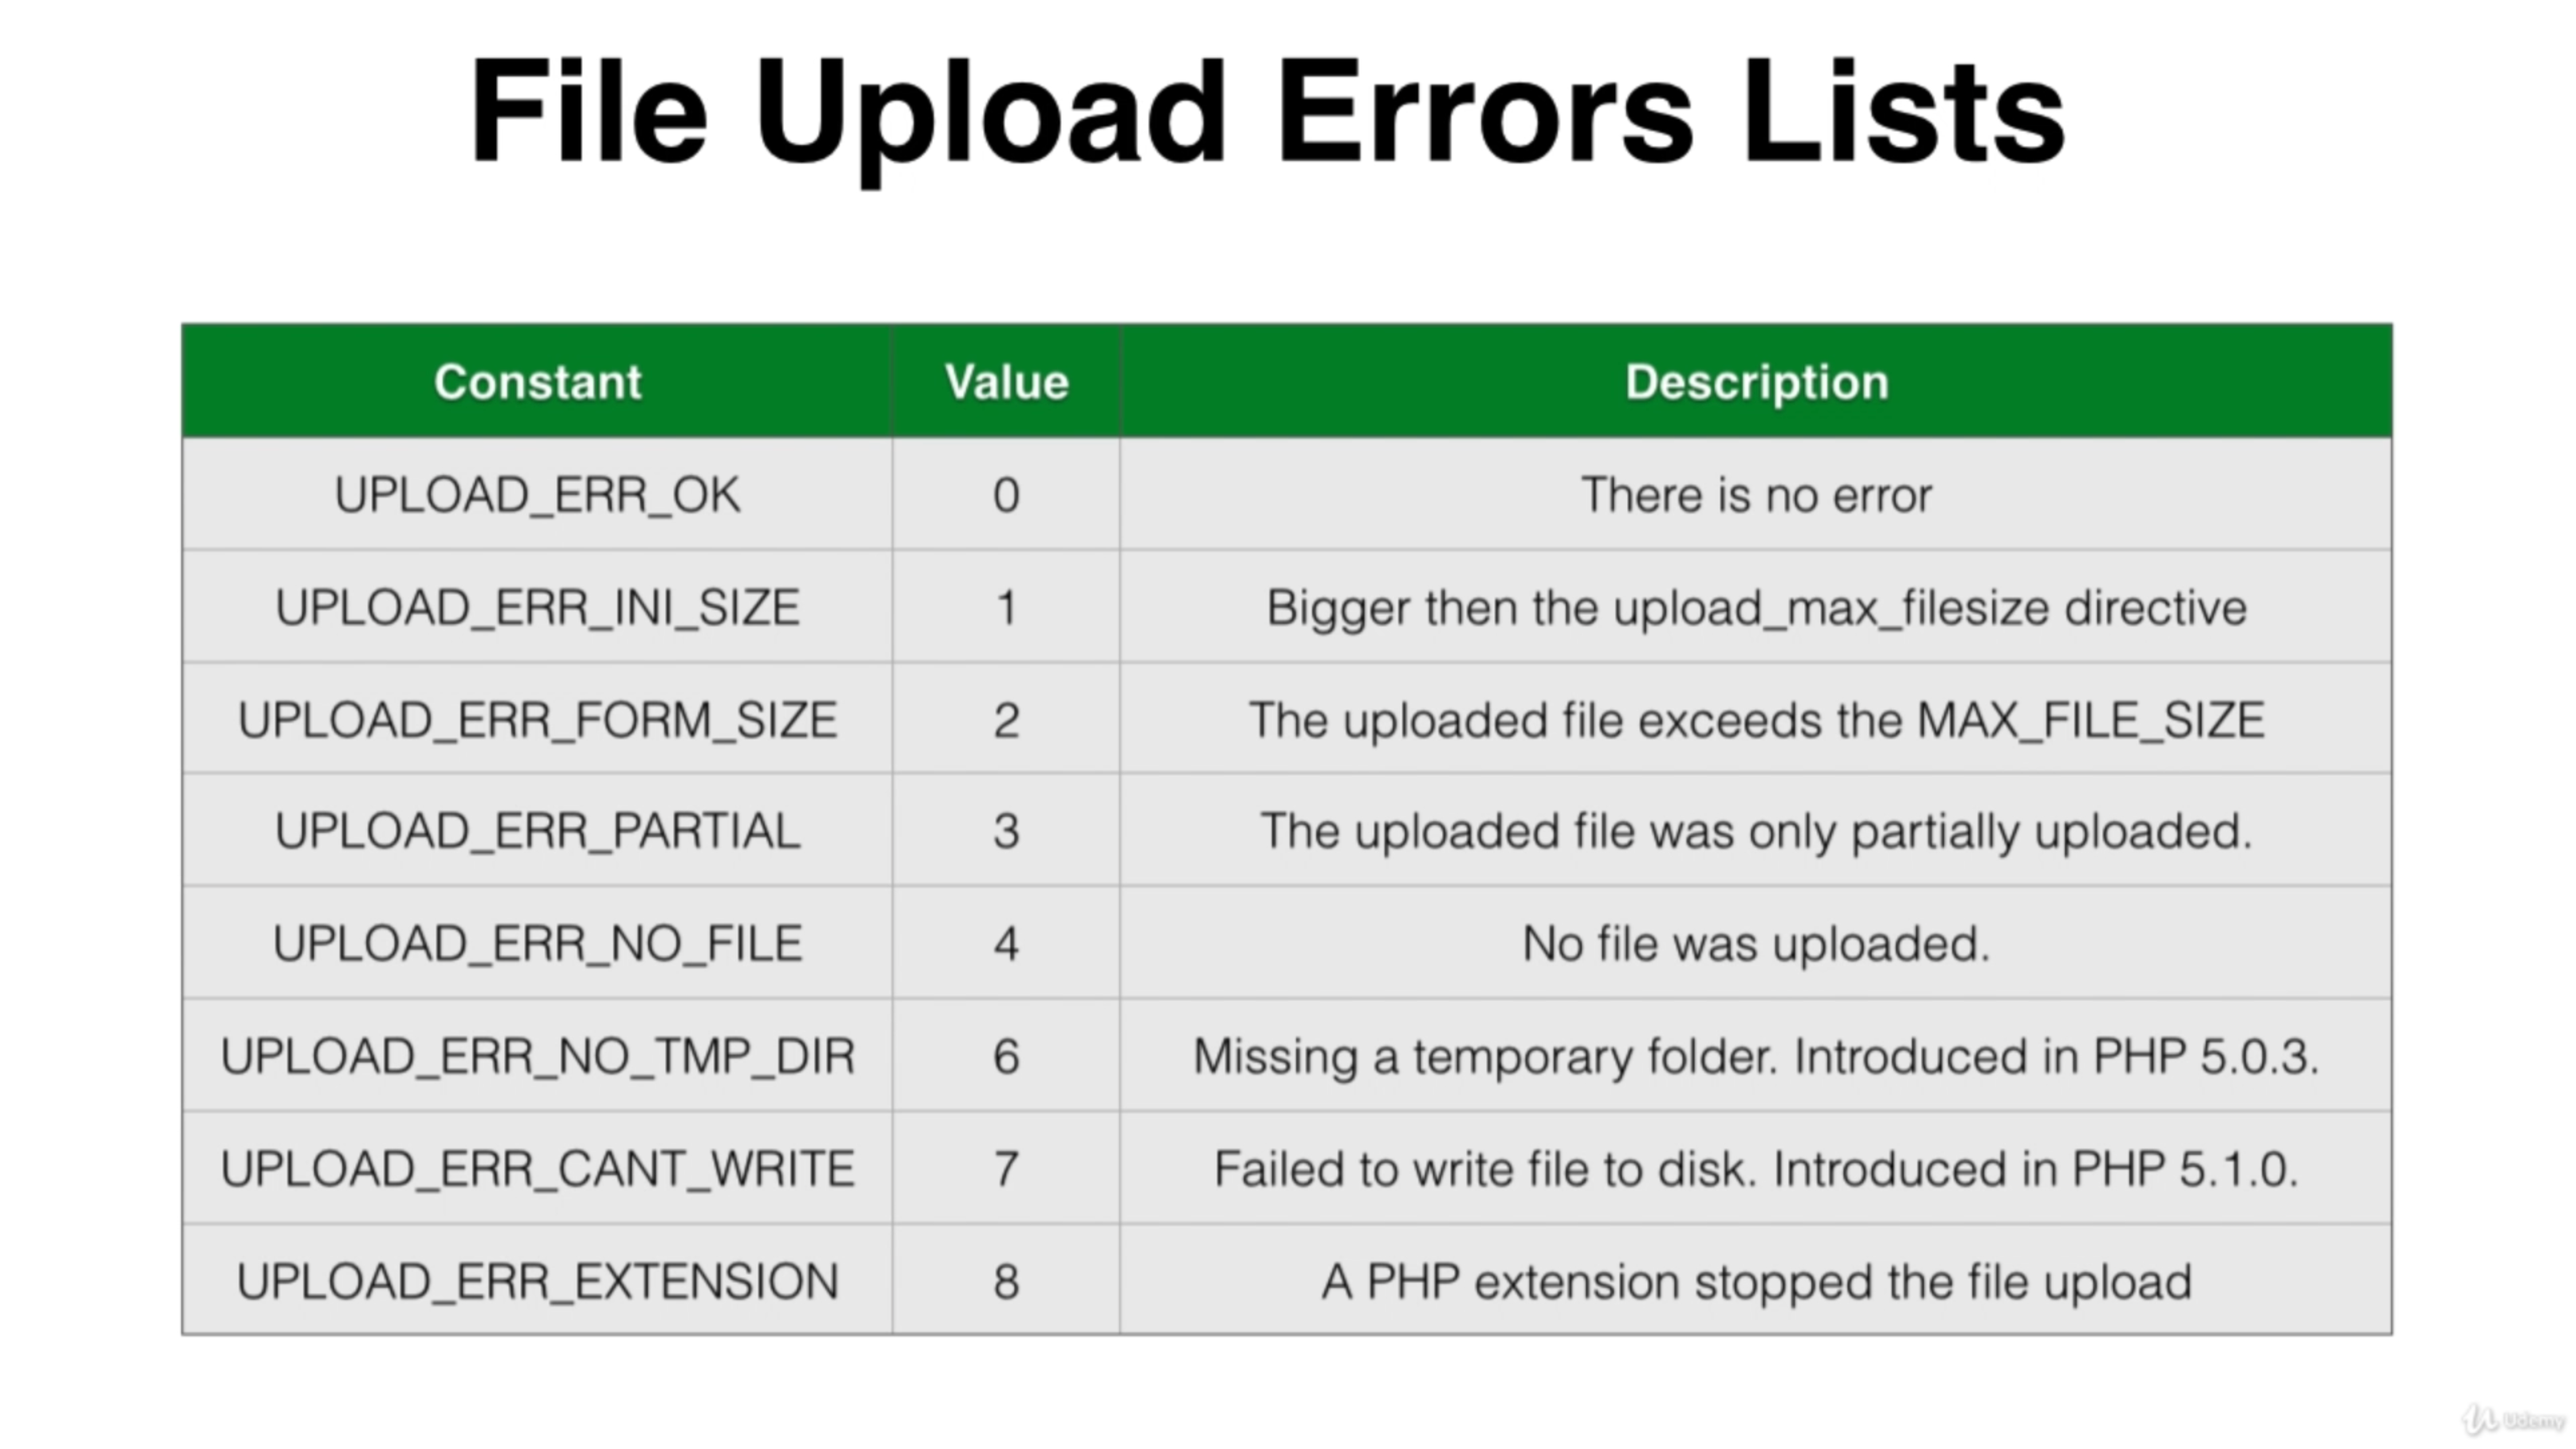 File Upload Errors Lists
Constant Value Description
UPLOAD_ERR_OK 0 There is no error
UPLOAD_ERR_INI_SIZE 1 Bigger then the upload_max_filesize directive
UPLOAD_ERR_FORM_SIZE 2 The uploaded file exceeds the MAX_FILE_SIZE
UPLOAD_ERR_PARTIAL 3 The uploaded file was only partially uploaded.
UPLOAD_ERR_NO_FILE 4 No file was uploaded.
UPLOAD_ERR_NO_TMP_DIR 6 Missing a temporary folder. Introduced in PHP 5.0.3.
UPLOAD_ERR_CANT_WRITE 7 Failed to write file to disk. Introduced in PHP 5.1.0.
UPLOAD_ERR_EXTENSION 8 A PHP extension stopped the file upload
Udemy